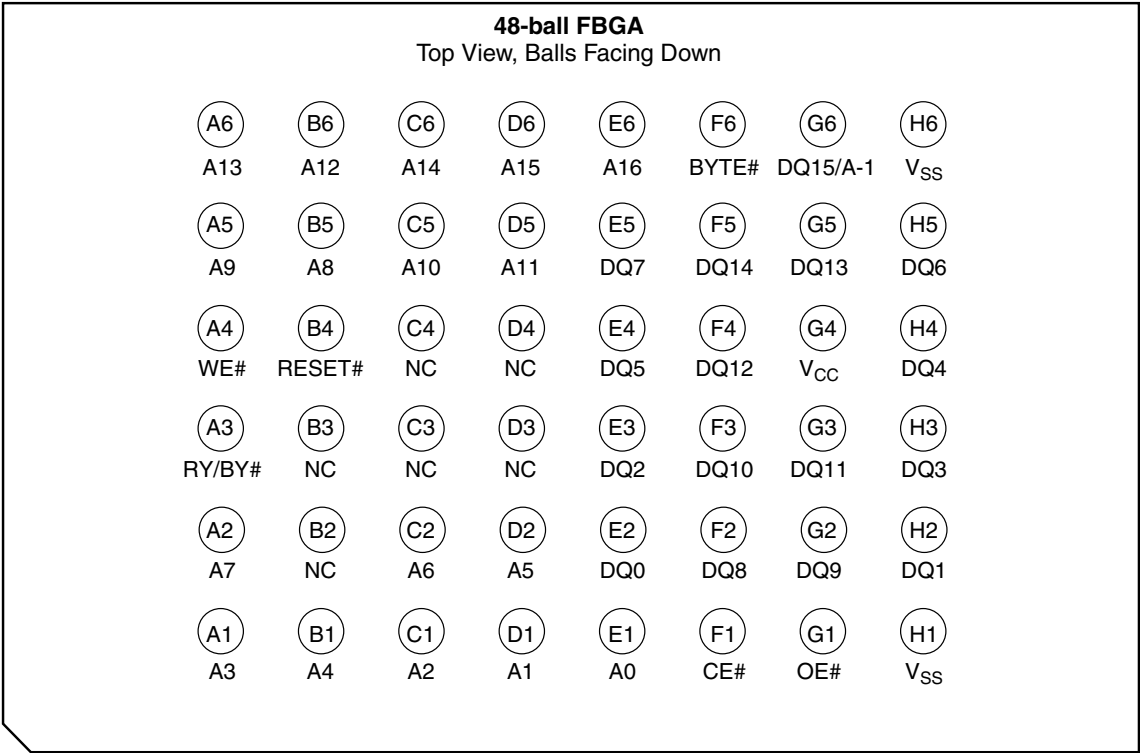 48-ball FBGA
Top View, Balls Facing Down
A6 B6 C6 D6 E6 F6 G6 H6
A13 A12 A14 A15 A16 BYTE# DQ15/A-1 VSS
A5 B5 C5 D5 E5 F5 G5 H5
A9 A8 A10 A11 DQ7 DQ14 DQ13 DQ6
A4 B4 C4 D4 E4 F4 G4 H4
WE# RESET# NC NC DQ5 DQ12 VCC DQ4
A3 B3 C3 D3 E3 F3 G3 H3
RY/BY# NC NC NC DQ2 DQ10 DQ11 DQ3
A2 B2 C2 D2 E2 F2 G2 H2
A7 NC A6 A5 DQ0 DQ8 DQ9 DQ1
A1 B1 C1 D1 E1 F1 G1 H1
A3 A4 A2 A1 A0 CE# OE# VSS